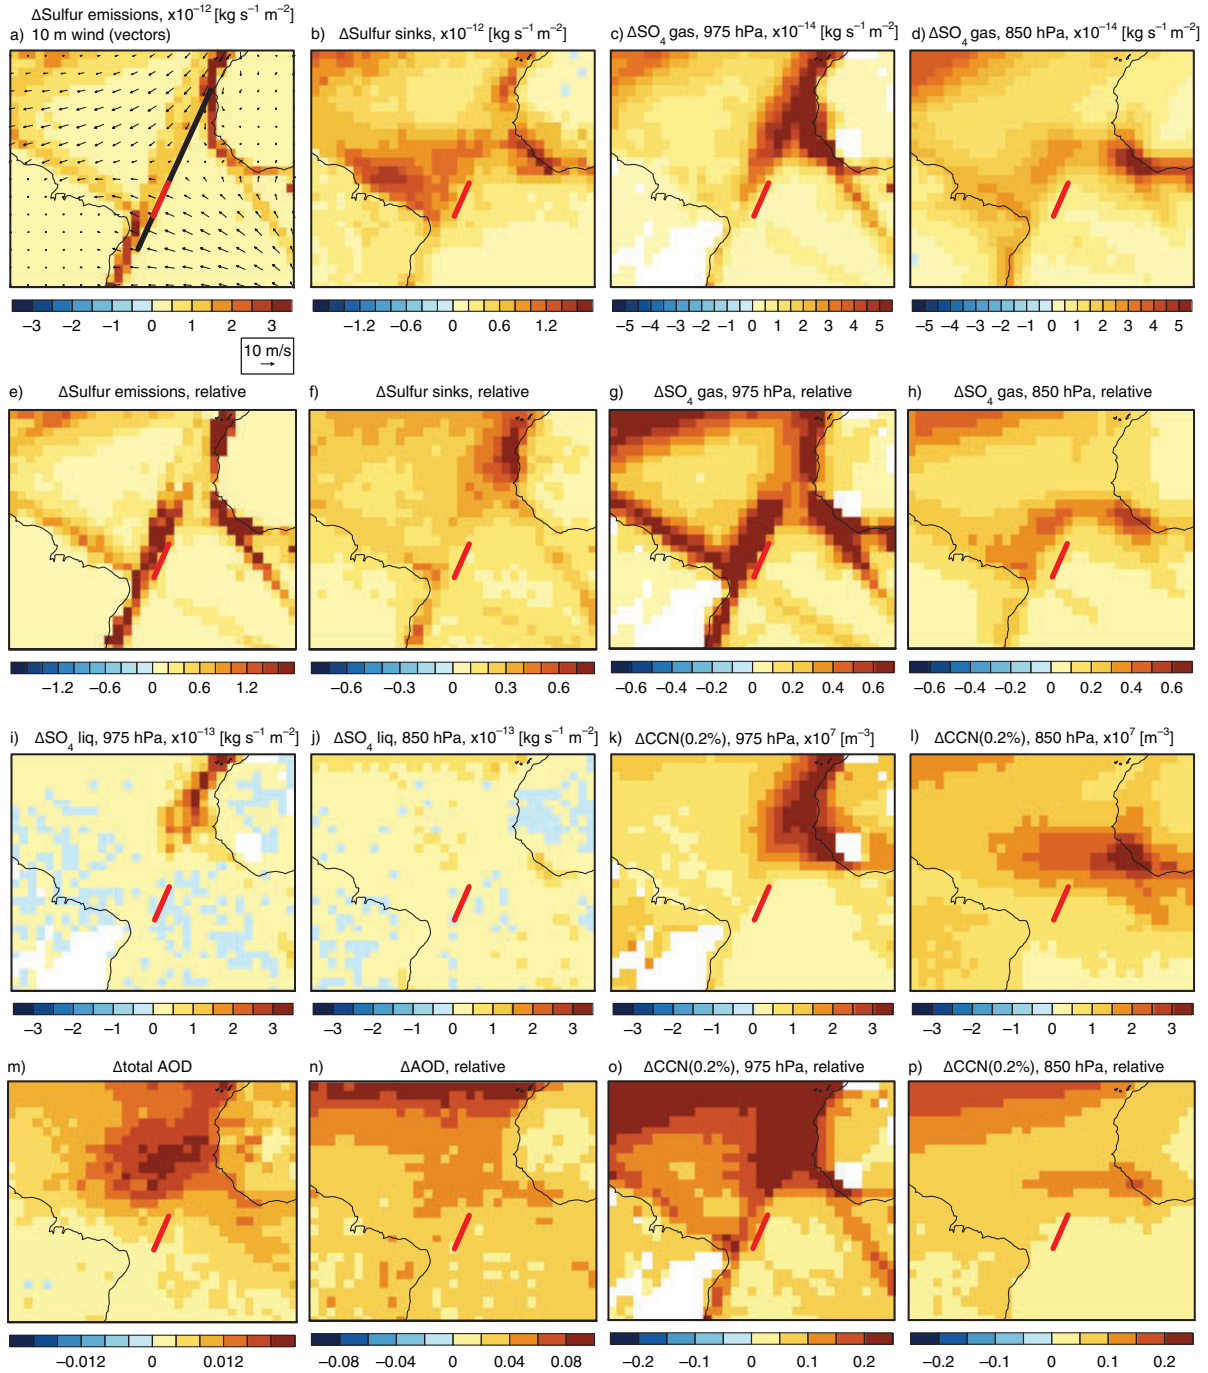 ΔSulfur emissions, x10⁻¹² [kg s⁻¹ m⁻²]
a) 10 m wind (vectors)
b) ΔSulfur sinks, x10⁻¹² [kg s⁻¹ m⁻²]
c) ΔSO₄ gas, 975 hPa, x10⁻¹⁴ [kg s⁻¹ m⁻²]
d) ΔSO₄ gas, 850 hPa, x10⁻¹⁴ [kg s⁻¹ m⁻²]
−3 −2 −1 0 1 2 3
−1.2 −0.6 0 0.6 1.2
−5 −4 −3 −2 −1 0 1 2 3 4 5
−5 −4 −3 −2 −1 0 1 2 3 4 5
10 m/s
e) ΔSulfur emissions, relative
f) ΔSulfur sinks, relative
g) ΔSO₄ gas, 975 hPa, relative
h) ΔSO₄ gas, 850 hPa, relative
−1.2 −0.6 0 0.6 1.2
−0.6 −0.3 0 0.3 0.6
−0.6 −0.4 −0.2 0 0.2 0.4 0.6
−0.6 −0.4 −0.2 0 0.2 0.4 0.6
i) ΔSO₄ liq, 975 hPa, x10⁻¹³ [kg s⁻¹ m⁻²]
j) ΔSO₄ liq, 850 hPa, x10⁻¹³ [kg s⁻¹ m⁻²]
k) ΔCCN(0.2%), 975 hPa, x10⁷ [m⁻³]
l) ΔCCN(0.2%), 850 hPa, x10⁷ [m⁻³]
−3 −2 −1 0 1 2 3
−3 −2 −1 0 1 2 3
−3 −2 −1 0 1 2 3
−3 −2 −1 0 1 2 3
m) Δtotal AOD
n) ΔAOD, relative
o) ΔCCN(0.2%), 975 hPa, relative
p) ΔCCN(0.2%), 850 hPa, relative
−0.012 0 0.012
−0.08 −0.04 0 0.04 0.08
−0.2 −0.1 0 0.1 0.2
−0.2 −0.1 0 0.1 0.2